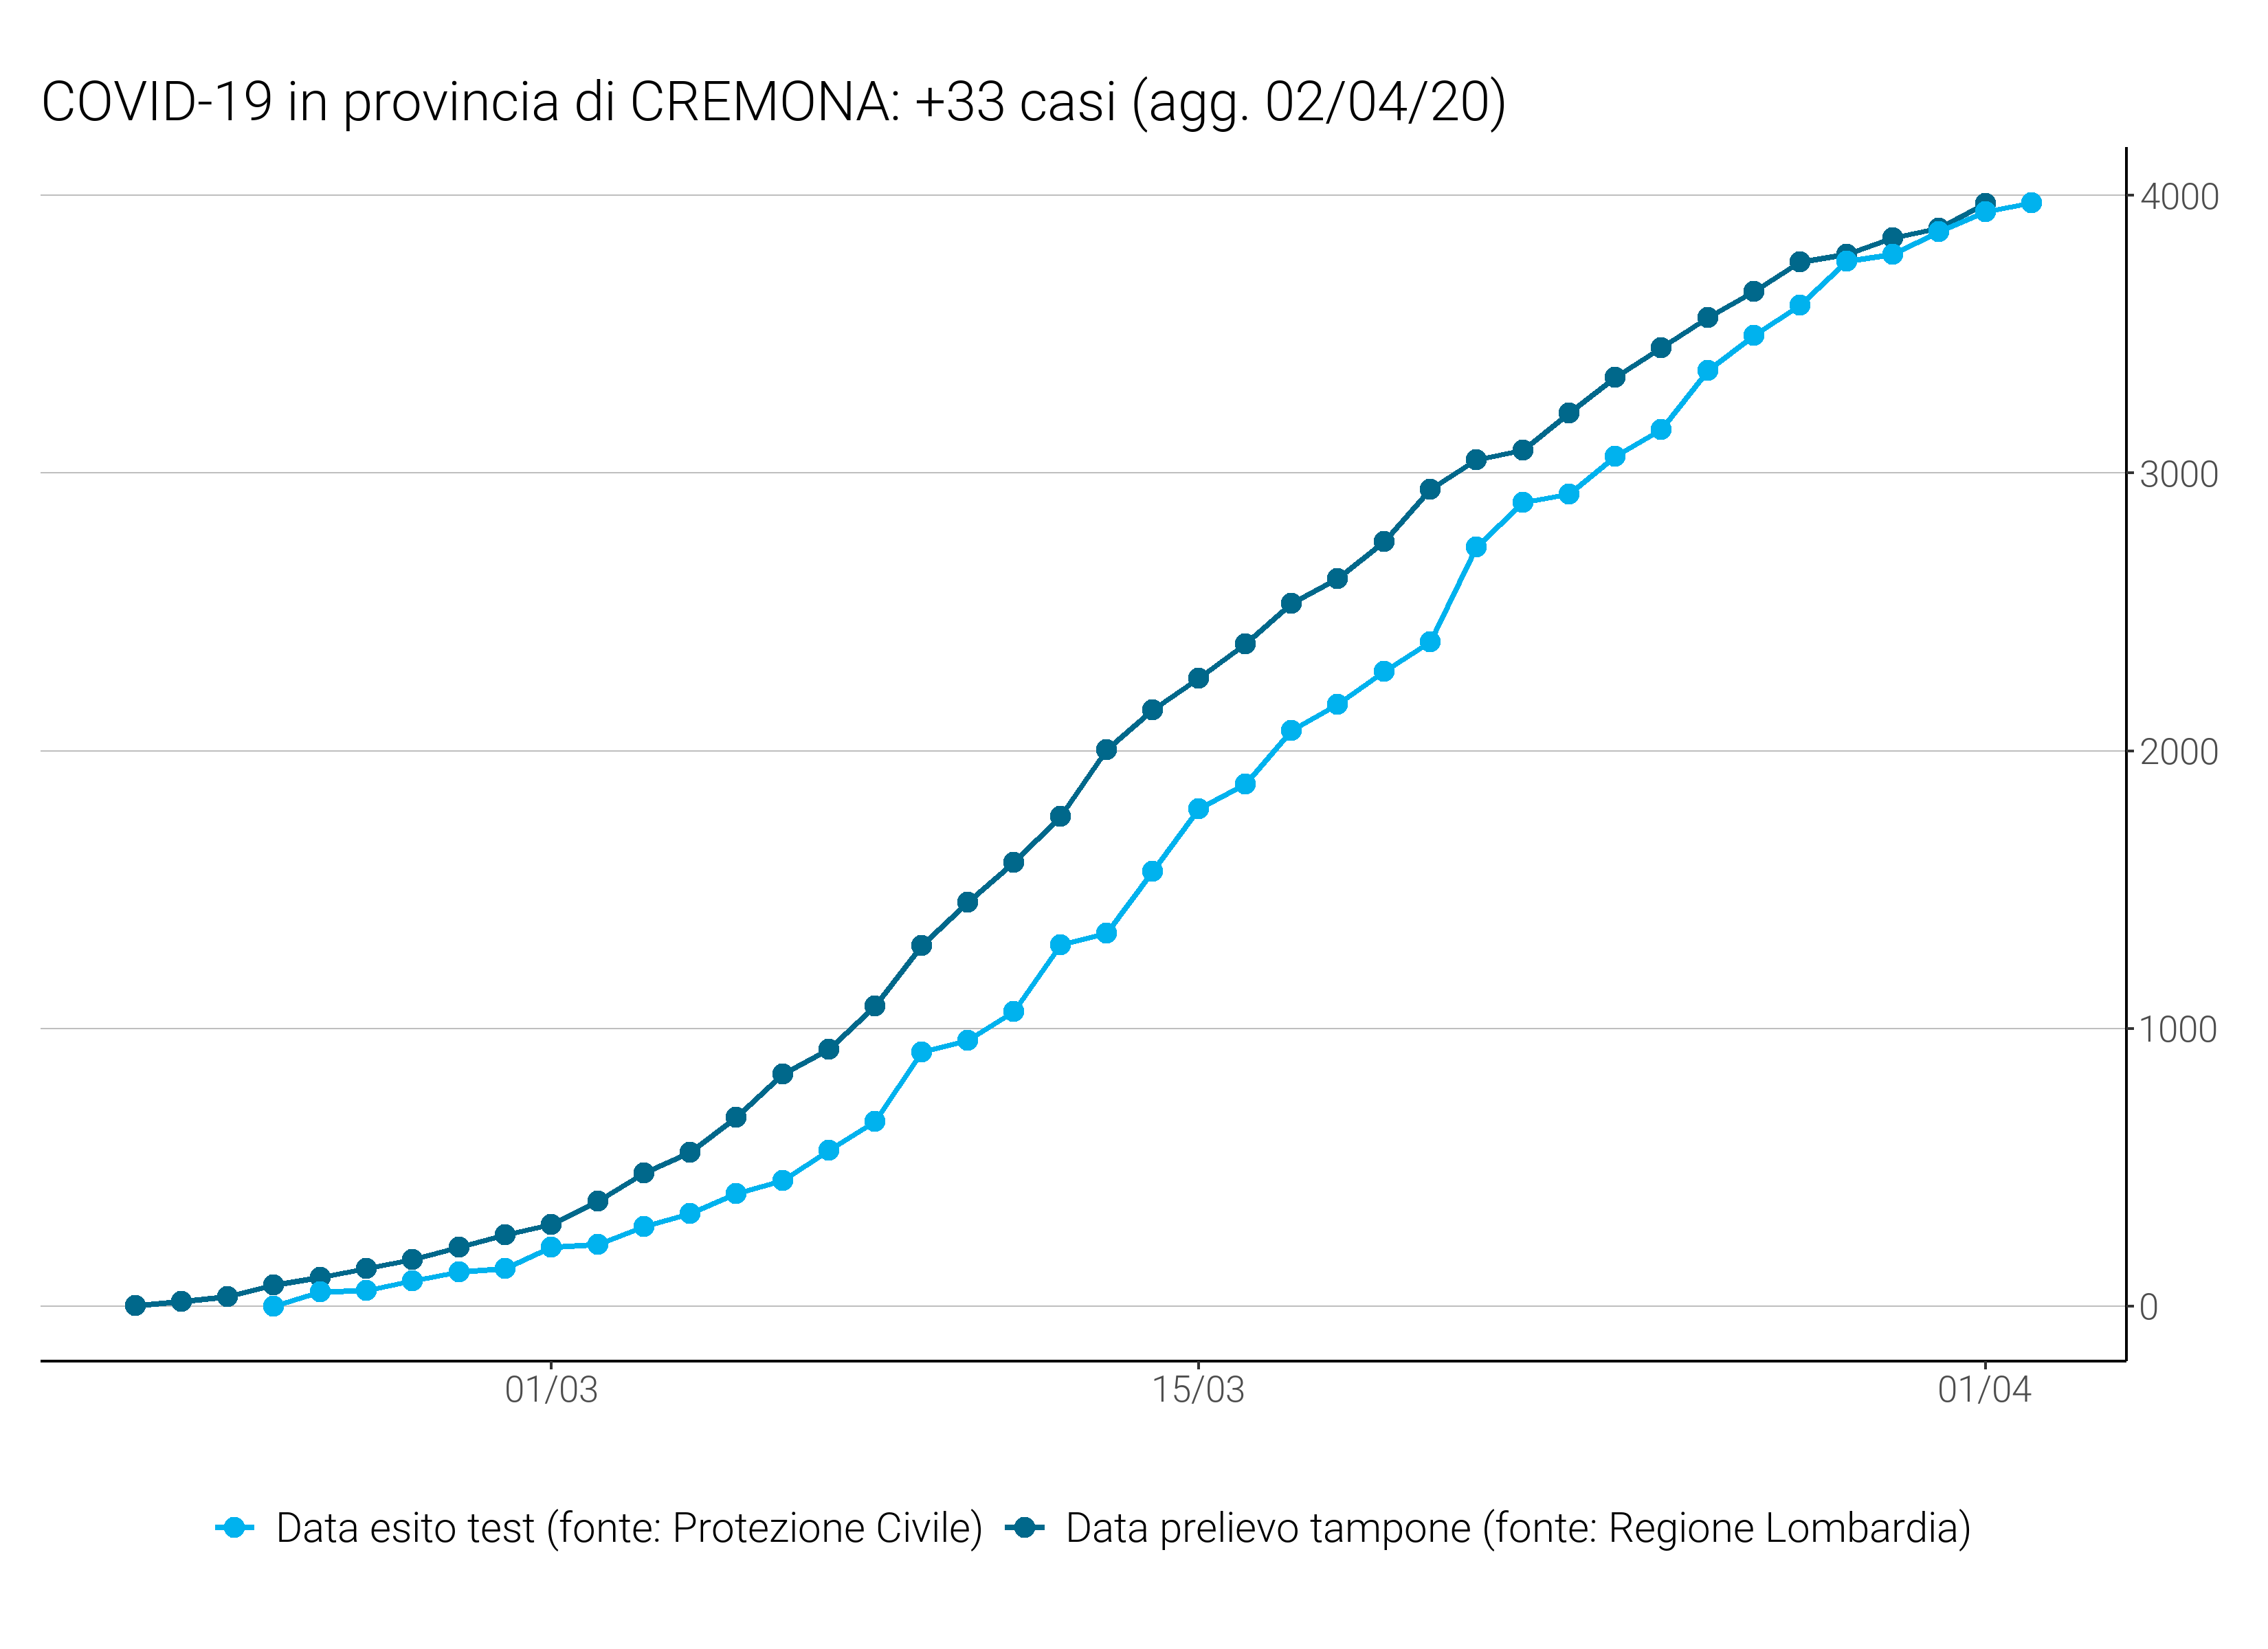 COVID-19 in provincia di CREMONA: +33 casi (agg. 02/04/20)
4000
3000
2000
1000
0
01/03 15/03 01/04
Data esito test (fonte: Protezione Civile) Data prelievo tampone (fonte: Regione Lombardia)